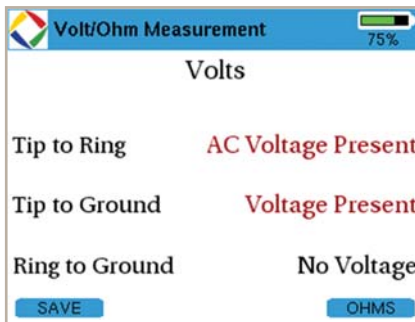 Volt/Ohm Measurement 75%
Volts
Tip to Ring AC Voltage Present
Tip to Ground Voltage Present
Ring to Ground No Voltage
SAVE OHMS